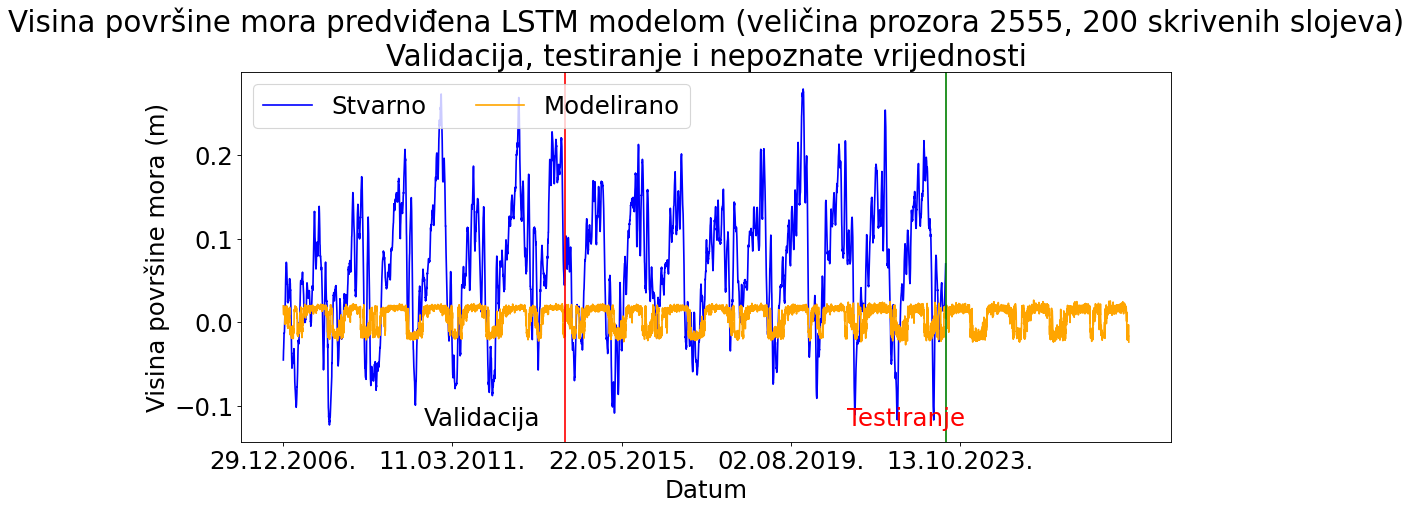 Visina površine mora predviđena LSTM modelom (veličina prozora 2555, 200 skrivenih slojeva)
Validacija, testiranje i nepoznate vrijednosti
Stvarno
Modelirano
Visina površine mora (m)
0.2
0.1
0.0
−0.1
Validacija
Testiranje
29.12.2006.
11.03.2011.
22.05.2015.
02.08.2019.
13.10.2023.
Datum